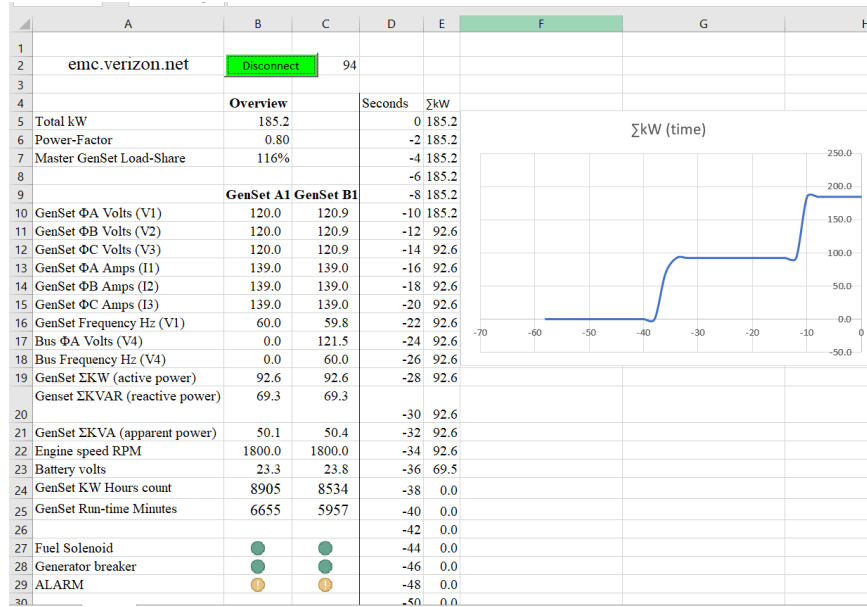 A B C D E F G H
1
2 emc.verizon.net Disconnect 94
3
4 Overview Seconds ∑kW
5 Total kW 185.2 0 185.2
6 Power-Factor 0.80 -2 185.2
7 Master GenSet Load-Share 116% -4 185.2
8 -6 185.2
9 GenSet A1 GenSet B1 -8 185.2
10 GenSet ΦA Volts (V1) 120.0 120.9 -10 185.2
11 GenSet ΦB Volts (V2) 120.0 120.9 -12 92.6
12 GenSet ΦC Volts (V3) 120.0 120.9 -14 92.6
13 GenSet ΦA Amps (I1) 139.0 139.0 -16 92.6
14 GenSet ΦB Amps (I2) 139.0 139.0 -18 92.6
15 GenSet ΦC Amps (I3) 139.0 139.0 -20 92.6
16 GenSet Frequency Hz (V1) 60.0 59.8 -22 92.6
17 Bus ΦA Volts (V4) 0.0 121.5 -24 92.6
18 Bus Frequency Hz (V4) 0.0 60.0 -26 92.6
19 GenSet ΣKW (active power) 92.6 92.6 -28 92.6
20 Genset ΣKVAR (reactive power) 69.3 69.3 -30 92.6
21 GenSet ΣKVA (apparent power) 50.1 50.4 -32 92.6
22 Engine speed RPM 1800.0 1800.0 -34 92.6
23 Battery volts 23.3 23.8 -36 69.5
24 GenSet KW Hours count 8905 8534 -38 0.0
25 GenSet Run-time Minutes 6655 5957 -40 0.0
26 -42 0.0
27 Fuel Solenoid -44 0.0
28 Generator breaker -46 0.0
29 ALARM ! ! -48 0.0
30 -50 0.0
∑kW (time)
250.0
200.0
150.0
100.0
50.0
0.0
-70 -60 -50 -40 -30 -20 -10 0
-50.0